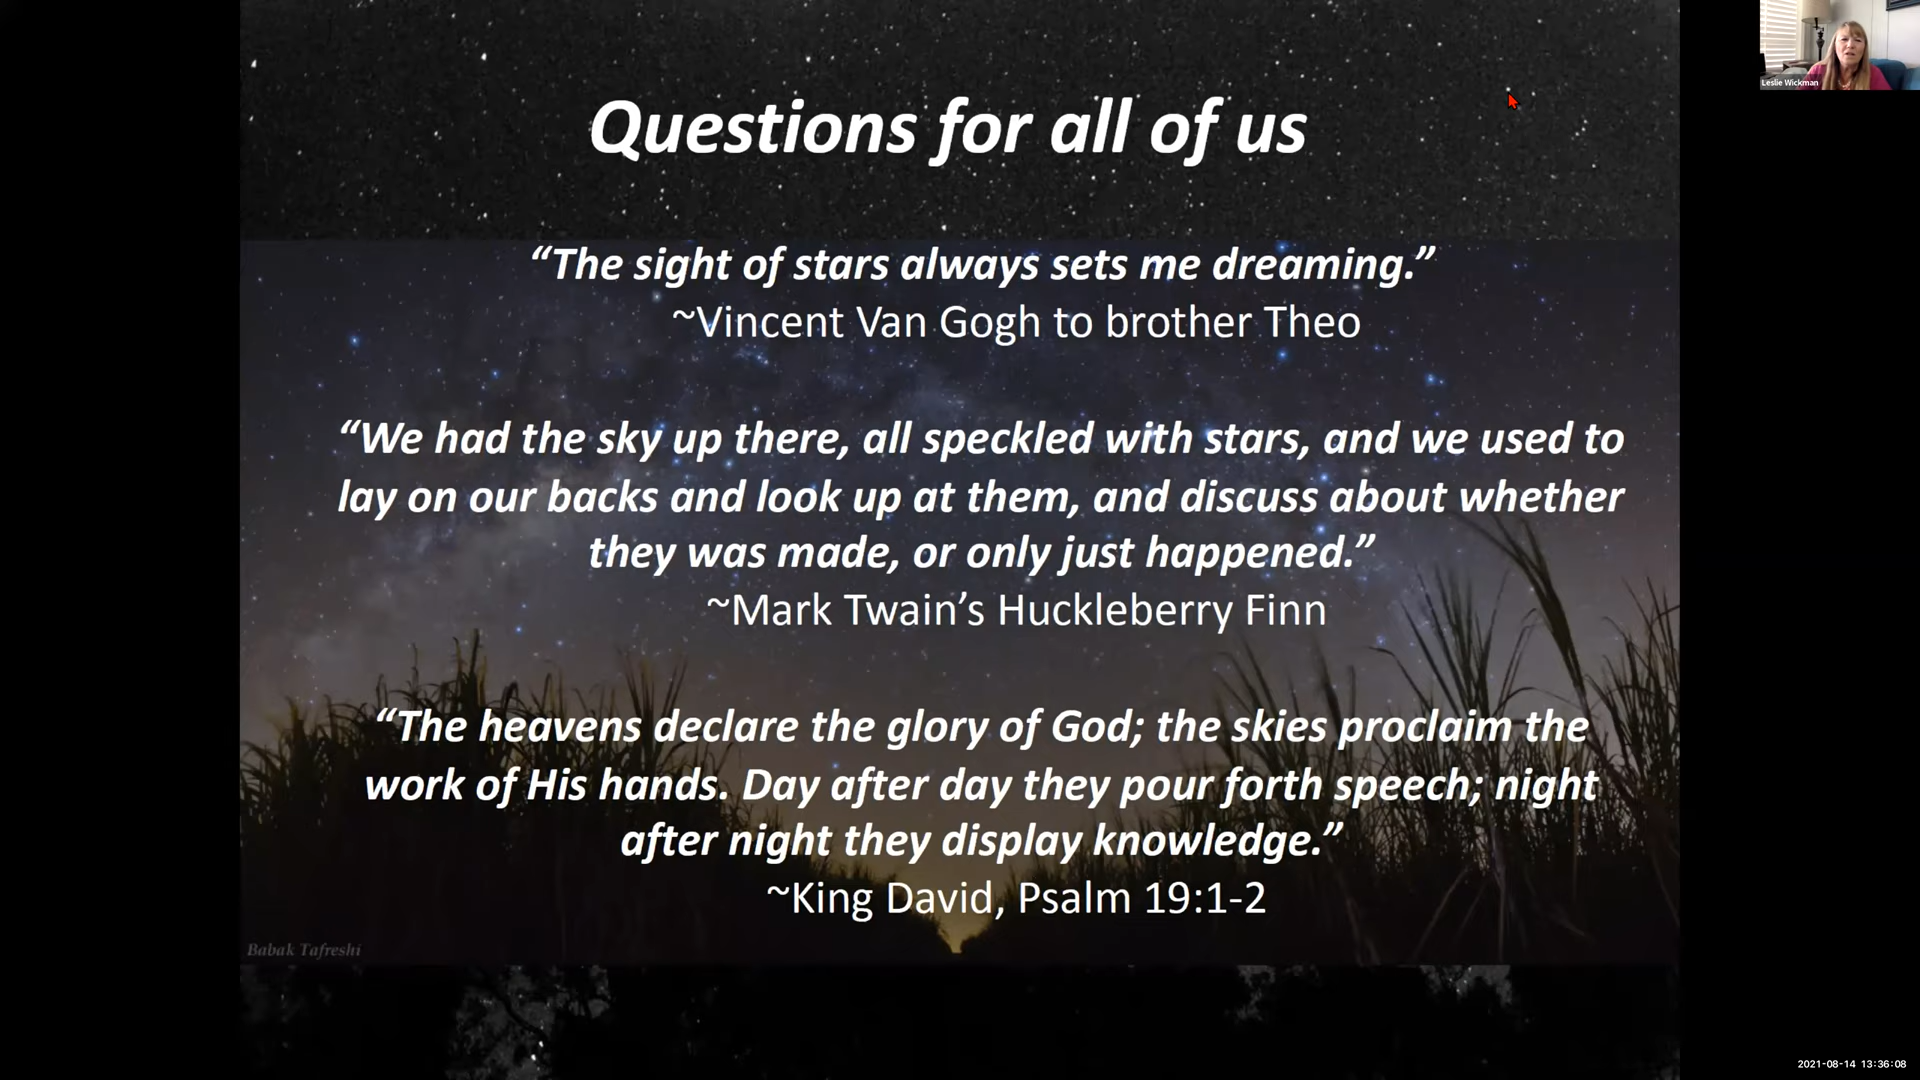 Questions for all of us
Leslie Wickman
“The sight of stars always sets me dreaming.”
~Vincent Van Gogh to brother Theo
“We had the sky up there, all speckled with stars, and we used to
lay on our backs and look up at them, and discuss about whether
they was made, or only just happened.”
~Mark Twain’s Huckleberry Finn
“The heavens declare the glory of God; the skies proclaim the
work of His hands. Day after day they pour forth speech; night
after night they display knowledge.”
~King David, Psalm 19:1-2
Babak Tafreshi
2021-08-14 13:36:08